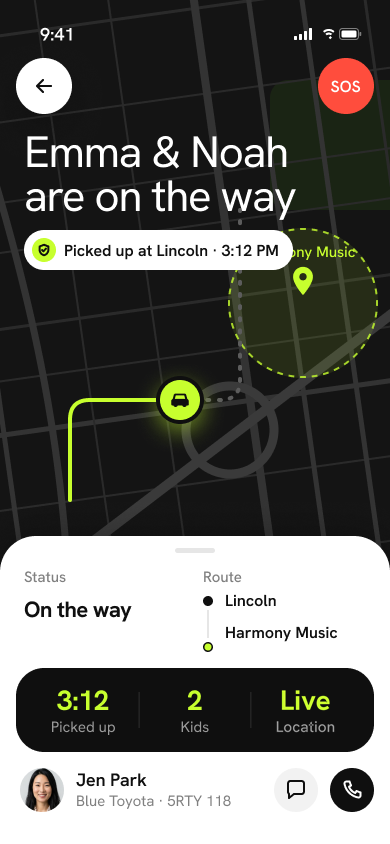 9:41
SOS
Emma & Noah
are on the way
Picked up at Lincoln · 3:12 PM
Music
Status
Route
On the way
Lincoln
Harmony Music
3:12
2
Live
Picked up
Kids
Location
Jen Park
Blue Toyota · 5RTY 118